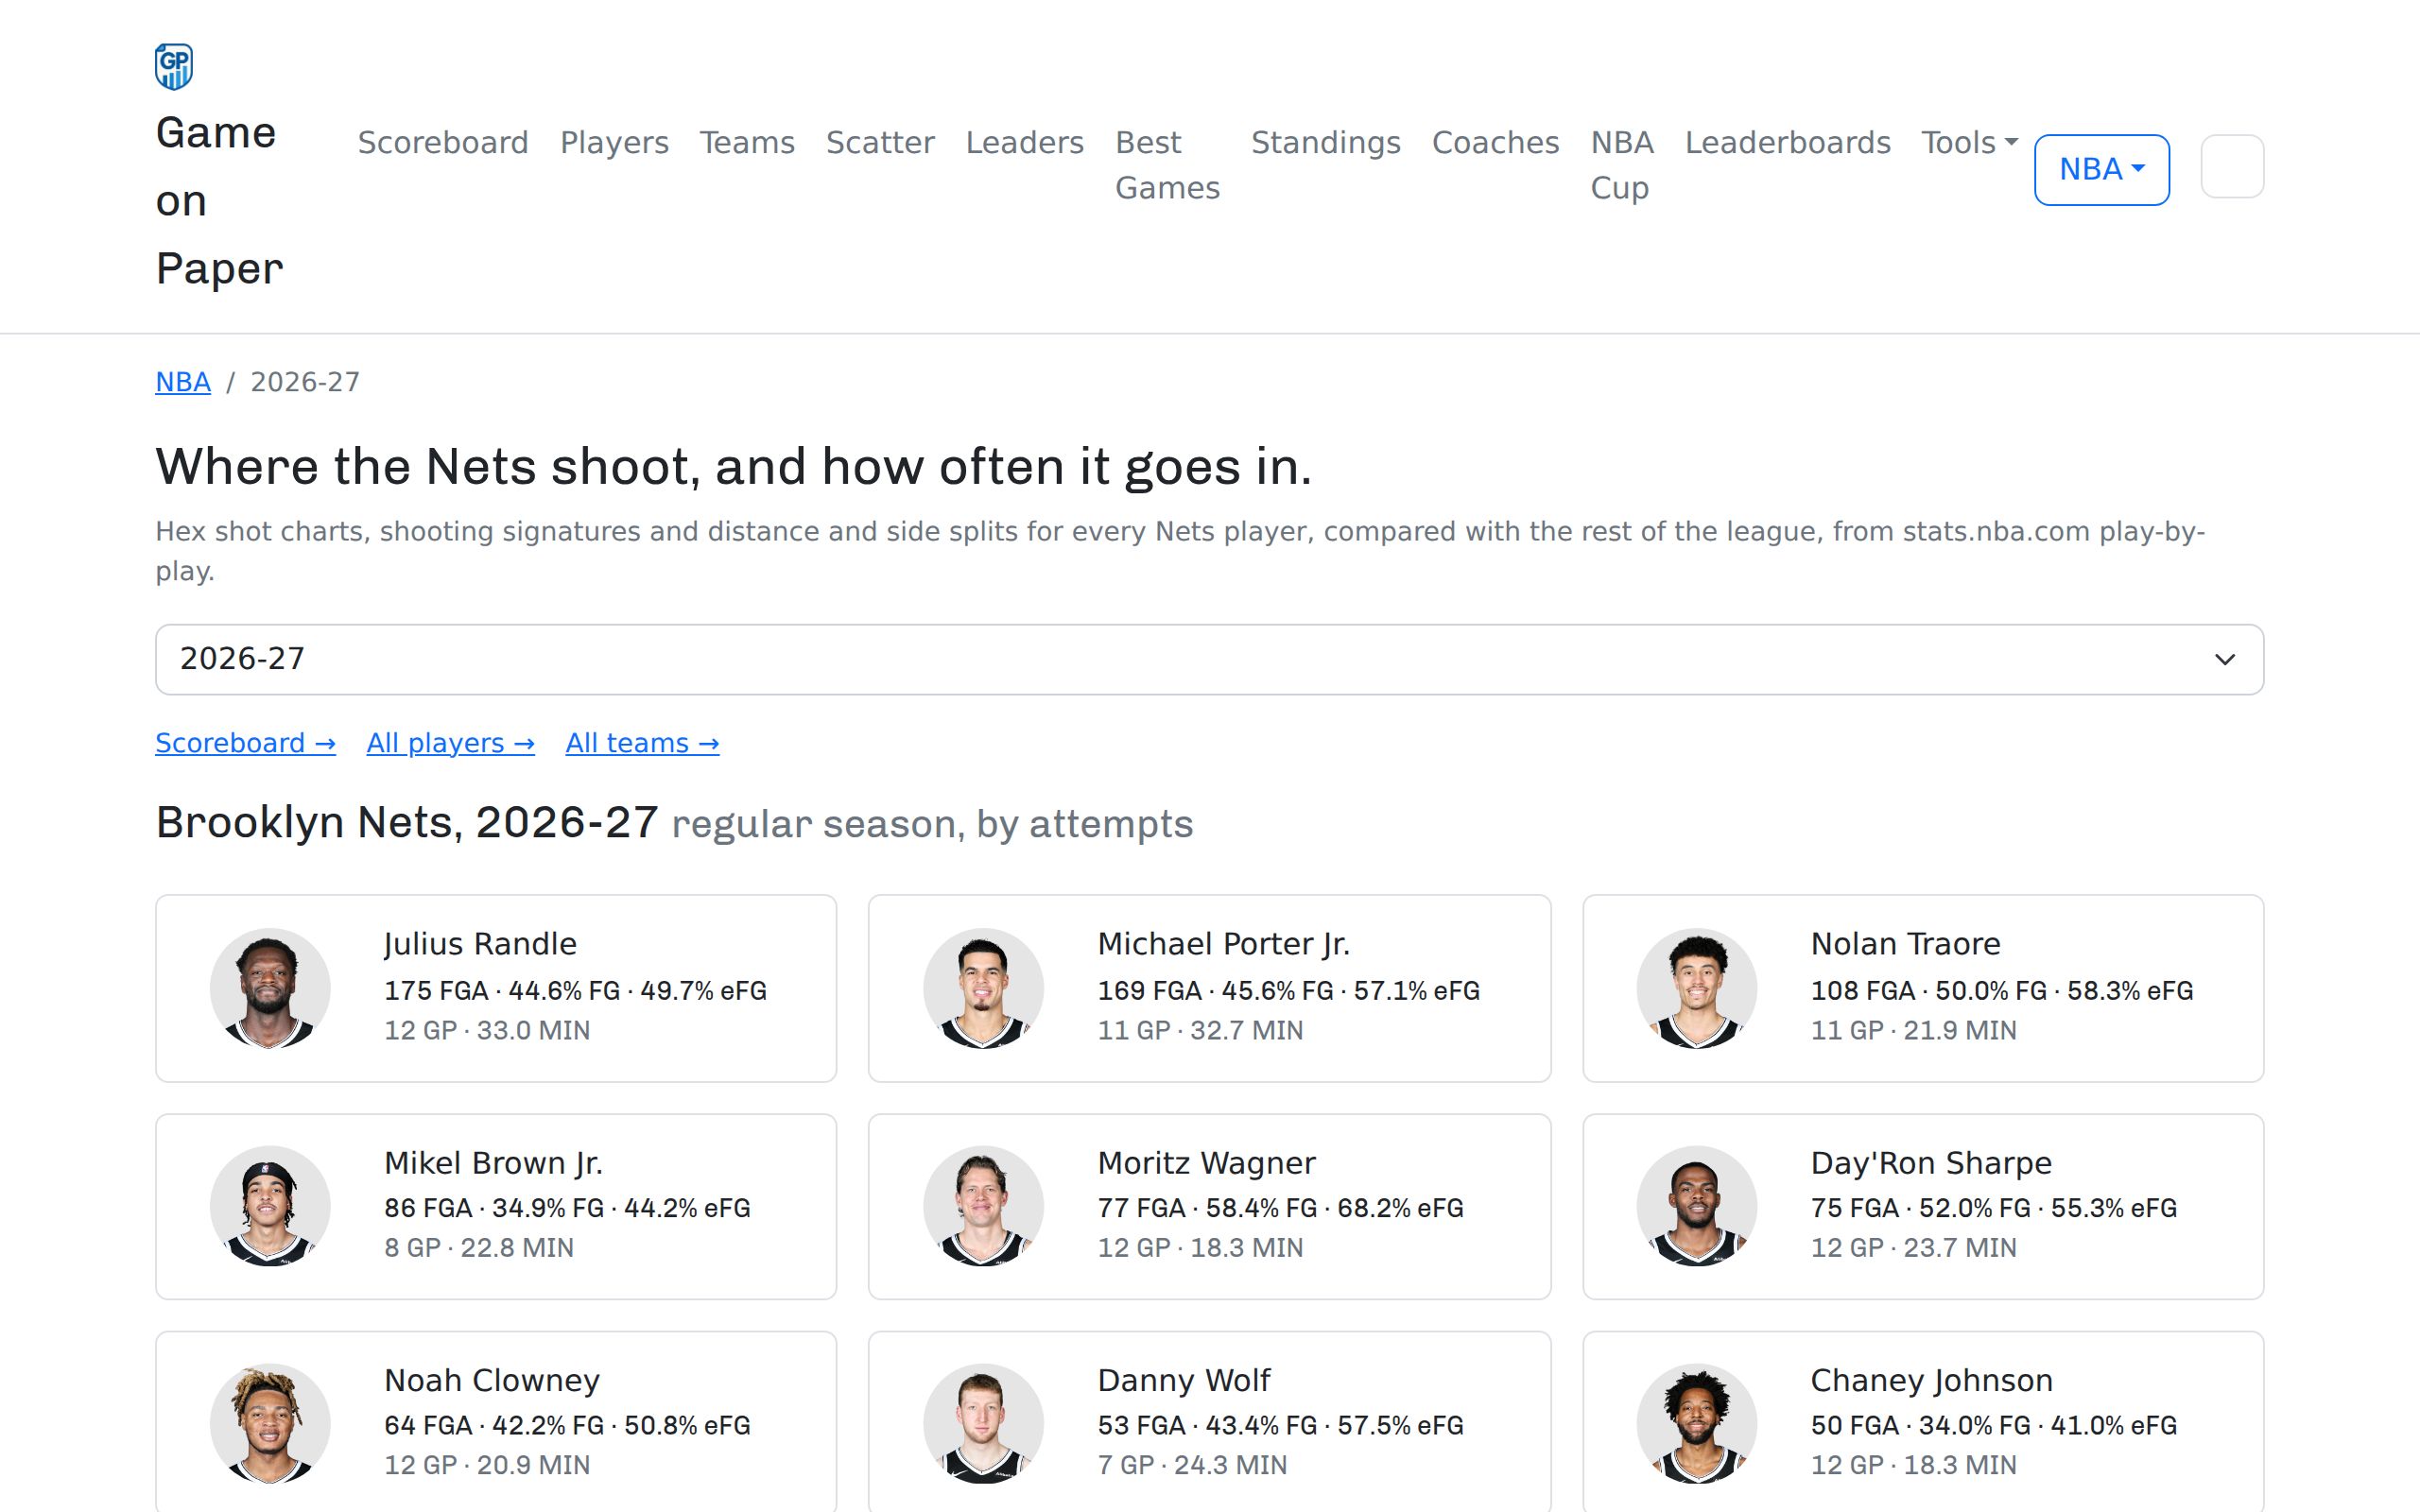 GP
Game
on
Paper
Scoreboard Players Teams Scatter Leaders Best Games Standings Coaches NBA Cup Leaderboards Tools
NBA
NBA / 2026-27
Where the Nets shoot, and how often it goes in.
Hex shot charts, shooting signatures and distance and side splits for every Nets player, compared with the rest of the league, from stats.nba.com play-by-
play.
2026-27
Scoreboard → All players → All teams →
Brooklyn Nets, 2026-27 regular season, by attempts
Julius Randle
175 FGA · 44.6% FG · 49.7% eFG
12 GP · 33.0 MIN
Michael Porter Jr.
169 FGA · 45.6% FG · 57.1% eFG
11 GP · 32.7 MIN
Nolan Traore
108 FGA · 50.0% FG · 58.3% eFG
11 GP · 21.9 MIN
Mikel Brown Jr.
86 FGA · 34.9% FG · 44.2% eFG
8 GP · 22.8 MIN
Moritz Wagner
77 FGA · 58.4% FG · 68.2% eFG
12 GP · 18.3 MIN
Day'Ron Sharpe
75 FGA · 52.0% FG · 55.3% eFG
12 GP · 23.7 MIN
Noah Clowney
64 FGA · 42.2% FG · 50.8% eFG
12 GP · 20.9 MIN
Danny Wolf
53 FGA · 43.4% FG · 57.5% eFG
7 GP · 24.3 MIN
Chaney Johnson
50 FGA · 34.0% FG · 41.0% eFG
12 GP · 18.3 MIN